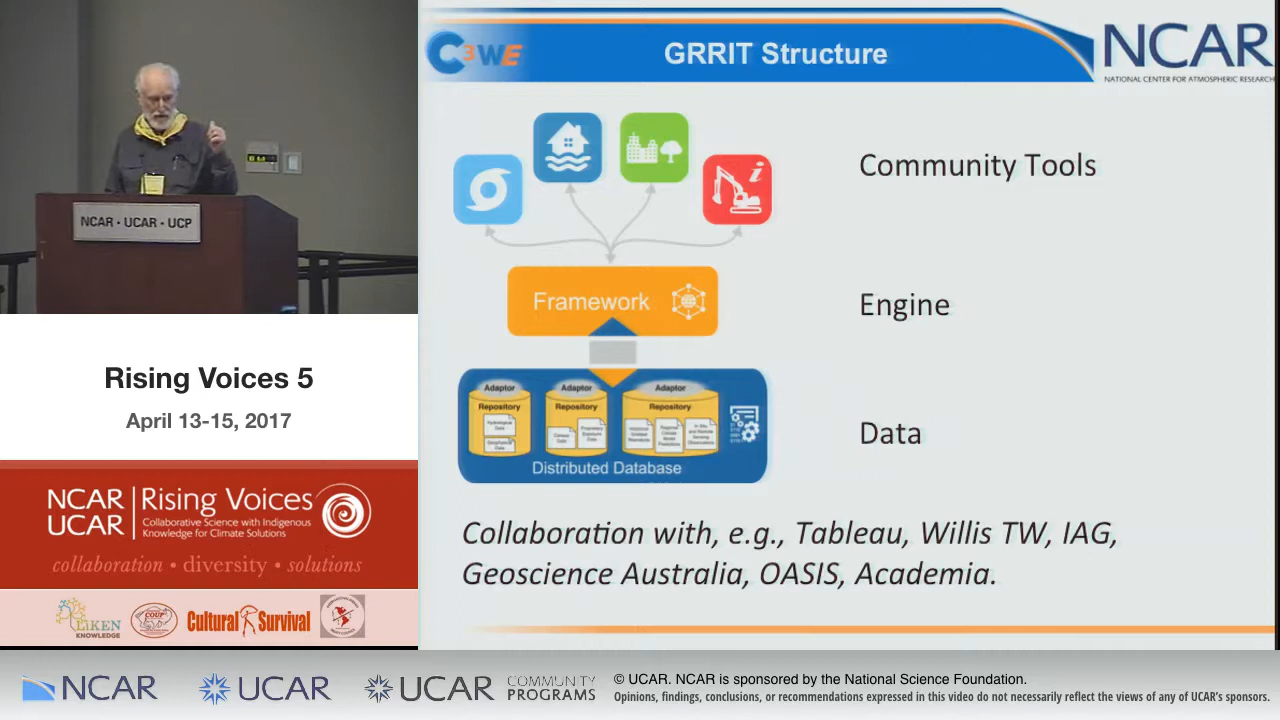 C3WE
GRRIT Structure
NCAR
NATIONAL CENTER FOR ATMOSPHERIC RESEARCH
Community Tools
i
NCAR • UCAR • UCP
Framework
Engine
Adaptor
Adaptor
Adaptor
Repository
Repository
Repository
Distributed Database
Data
Collaboration with, e.g., Tableau, Willis TW, IAG,
Geoscience Australia, OASIS, Academia.
Rising Voices 5
April 13-15, 2017
NCAR
UCAR
Rising Voices
Collaborative Science with Indigenous
Knowledge for Climate Solutions
collaboration • diversity • solutions
LIKEN
KNOWLEDGE
COUP
Cultural Survival
NCAR
UCAR
UCAR
COMMUNITY
PROGRAMS
© UCAR. NCAR is sponsored by the National Science Foundation.
Opinions, findings, conclusions, or recommendations expressed in this video do not necessarily reflect the views of any of UCAR's sponsors.